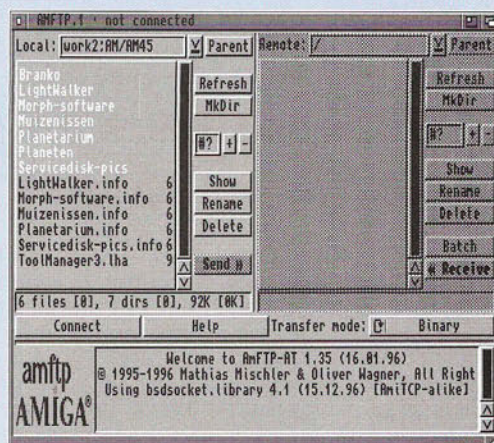 AMFTP.1 · not connected
Local: work2:AM/AM45 Parent Remote: / Parent
Branko
LightWalker
Morph-software
Muizenissen
Planetarium
Planeten
Servicedisk-pics
LightWalker.info 6
Morph-software.info 6
Muizenissen.info 6
Planetarium.info 6
Servicedisk-pics.info 6
ToolManager3.lha 9
Refresh
MkDir
#? + -
Show
Rename
Delete
Send »
Refresh
MkDir
#? + -
Show
Rename
Delete
Batch
« Receive
6 files [0], 7 dirs [0], 92K [0K]
Connect Help Transfer mode: Binary
amftp
AMIGA®
Welcome to AmFTP-AT 1.35 (16.01.96)
© 1995-1996 Mathias Mischler & Oliver Wagner, All Right
Using bsdsocket.library 4.1 (15.12.96) [AmiTCP-alike]